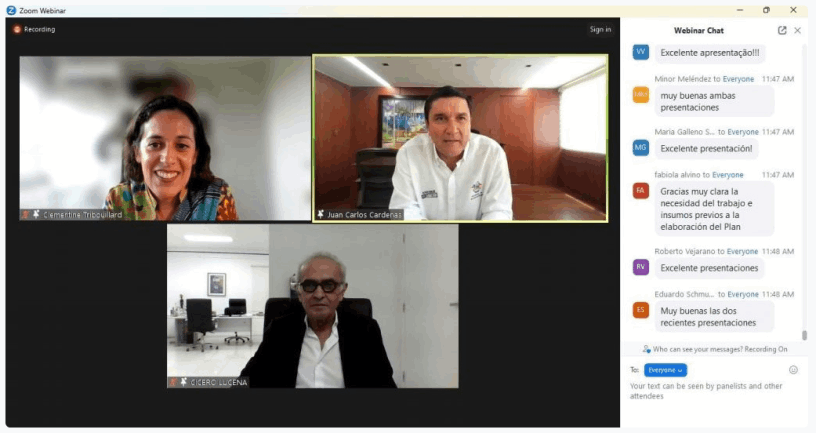 Zoom Webinar
Recording
Sign in
Clementine Tribouillard
Juan Carlos Cardenas
CICERO LUCENA
Webinar Chat
VV
Excelente apresentação!!!
Minor Meléndez to Everyone 11:47 AM
muy buenas ambas
presentaciones
Maria Galleno S... to Everyone 11:47 AM
MG
Excelente presentación!
fabiola alvino to Everyone 11:47 AM
FA
Gracias muy clara la
necesidad del trabajo e
insumos previos a la
elaboración del Plan
Roberto Vejarano to Everyone 11:48 AM
RV
Excelente presentaciones
Eduardo Schmu... to Everyone 11:48 AM
ES
Muy buenas las dos
recientes presentaciones
Who can see your messages? Recording On
To: Everyone
Your text can be seen by panelists and other
attendees